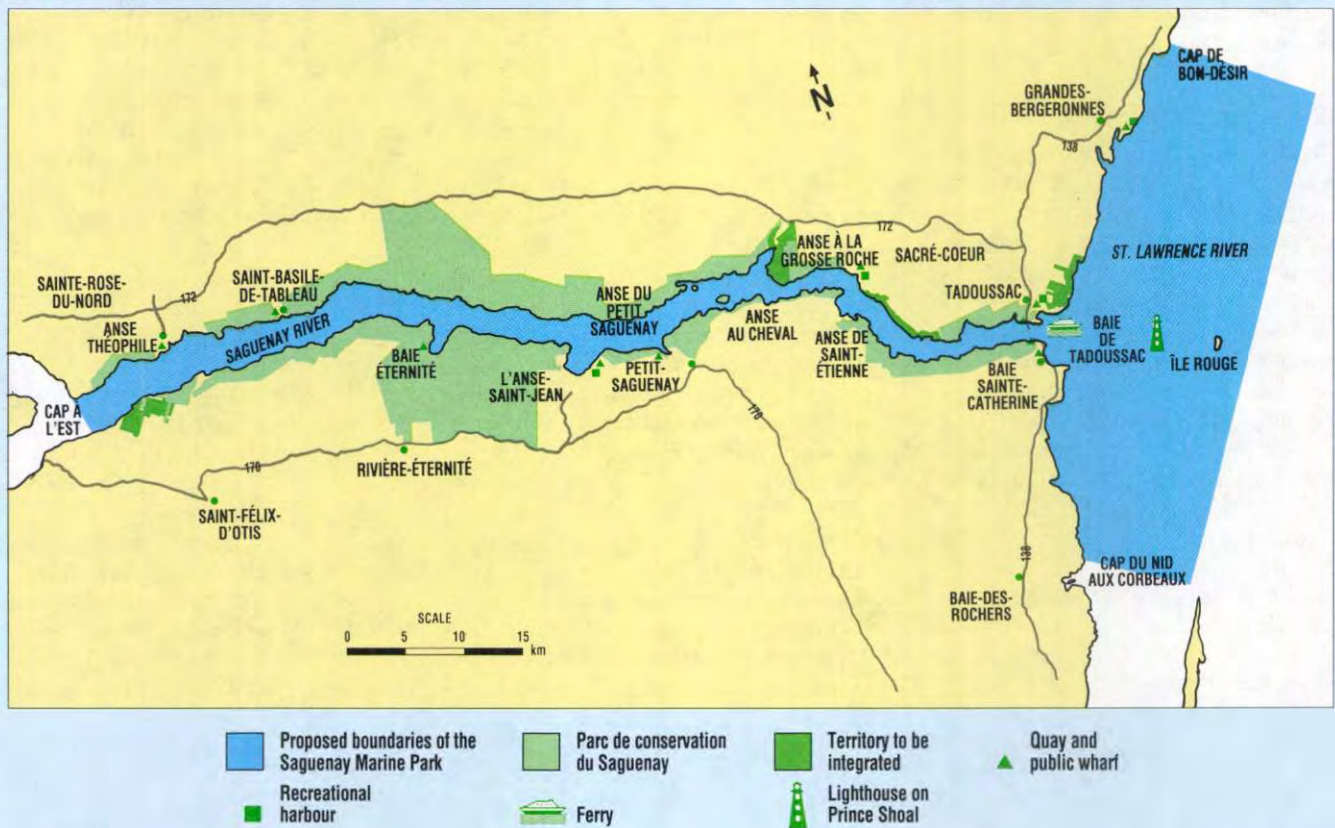 CAP DE
BON-DÉSIR
GRANDES-
BERGERONNES
N
138
172
ANSE À LA
GROSSE ROCHE
SACRÉ-COEUR
ST. LAWRENCE RIVER
SAINTE-ROSE-
DU-NORD
SAINT-BASILE-
DE-TABLEAU
172
ANSE DU
PETIT
SAGUENAY
TADOUSSAC
ANSE
THÉOPHILE
SAGUENAY RIVER
BAIE
ÉTERNITÉ
ANSE
AU CHEVAL
ANSE DE
SAINT-
ÉTIENNE
BAIE
DE
TADOUSSAC
ÎLE ROUGE
L'ANSE-
SAINT-JEAN
PETIT-
SAGUENAY
BAIE
SAINTE-
CATHERINE
CAP À
L'EST
170
170
RIVIÈRE-ÉTERNITÉ
SAINT-FÉLIX-
D'OTIS
138
CAP DU NID
AUX CORBEAUX
BAIE-DES-
ROCHERS
SCALE
0 5 10 15
km
Proposed boundaries of the
Saguenay Marine Park
Parc de conservation
du Saguenay
Territory to be
integrated
Quay and
public wharf
Recreational
harbour
Ferry
Lighthouse on
Prince Shoal